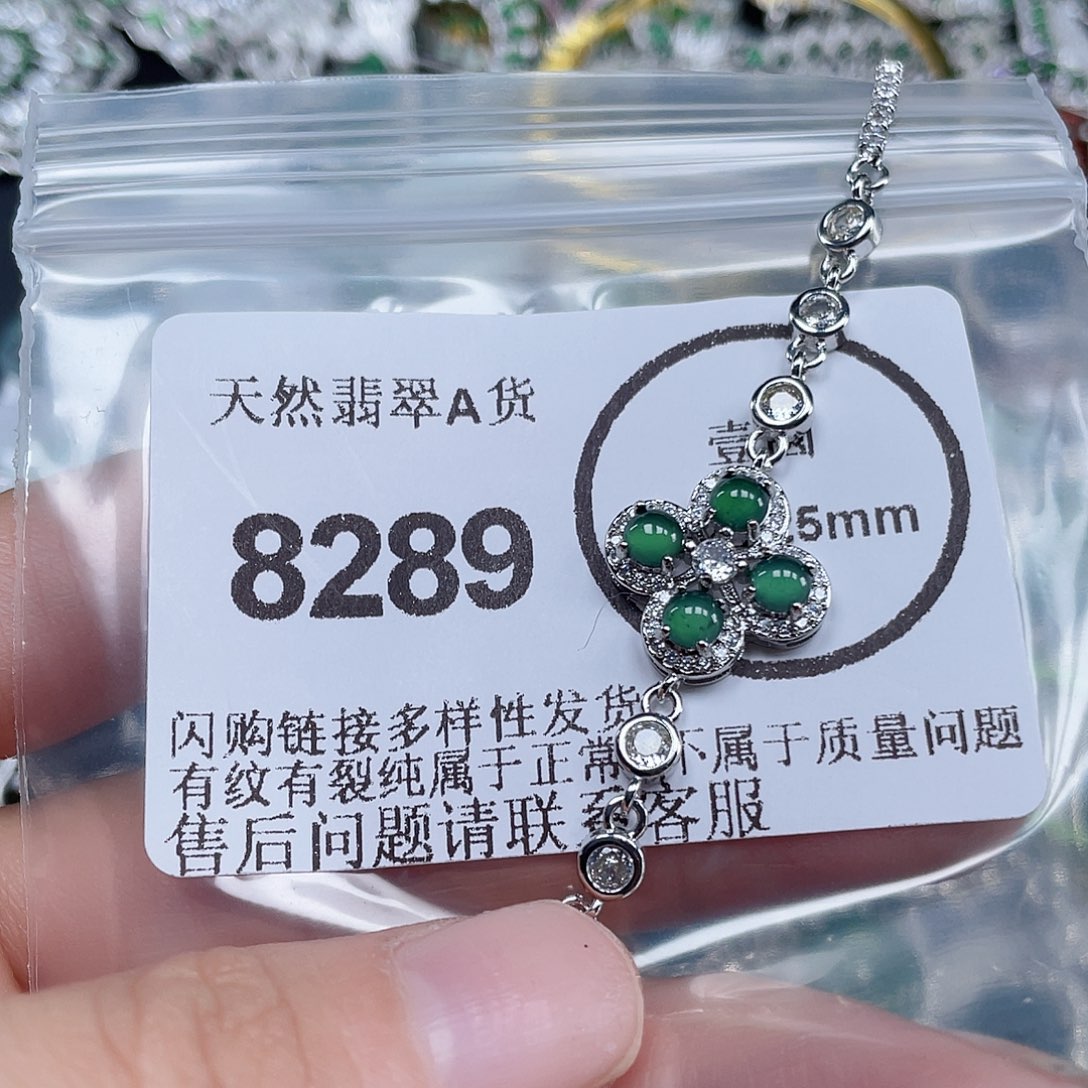 天然翡翠A货
壹
5mm
8289
闪购链接多样性发货
有纹有裂纯属于正常 不属于质量问题
售后问题请联系客服